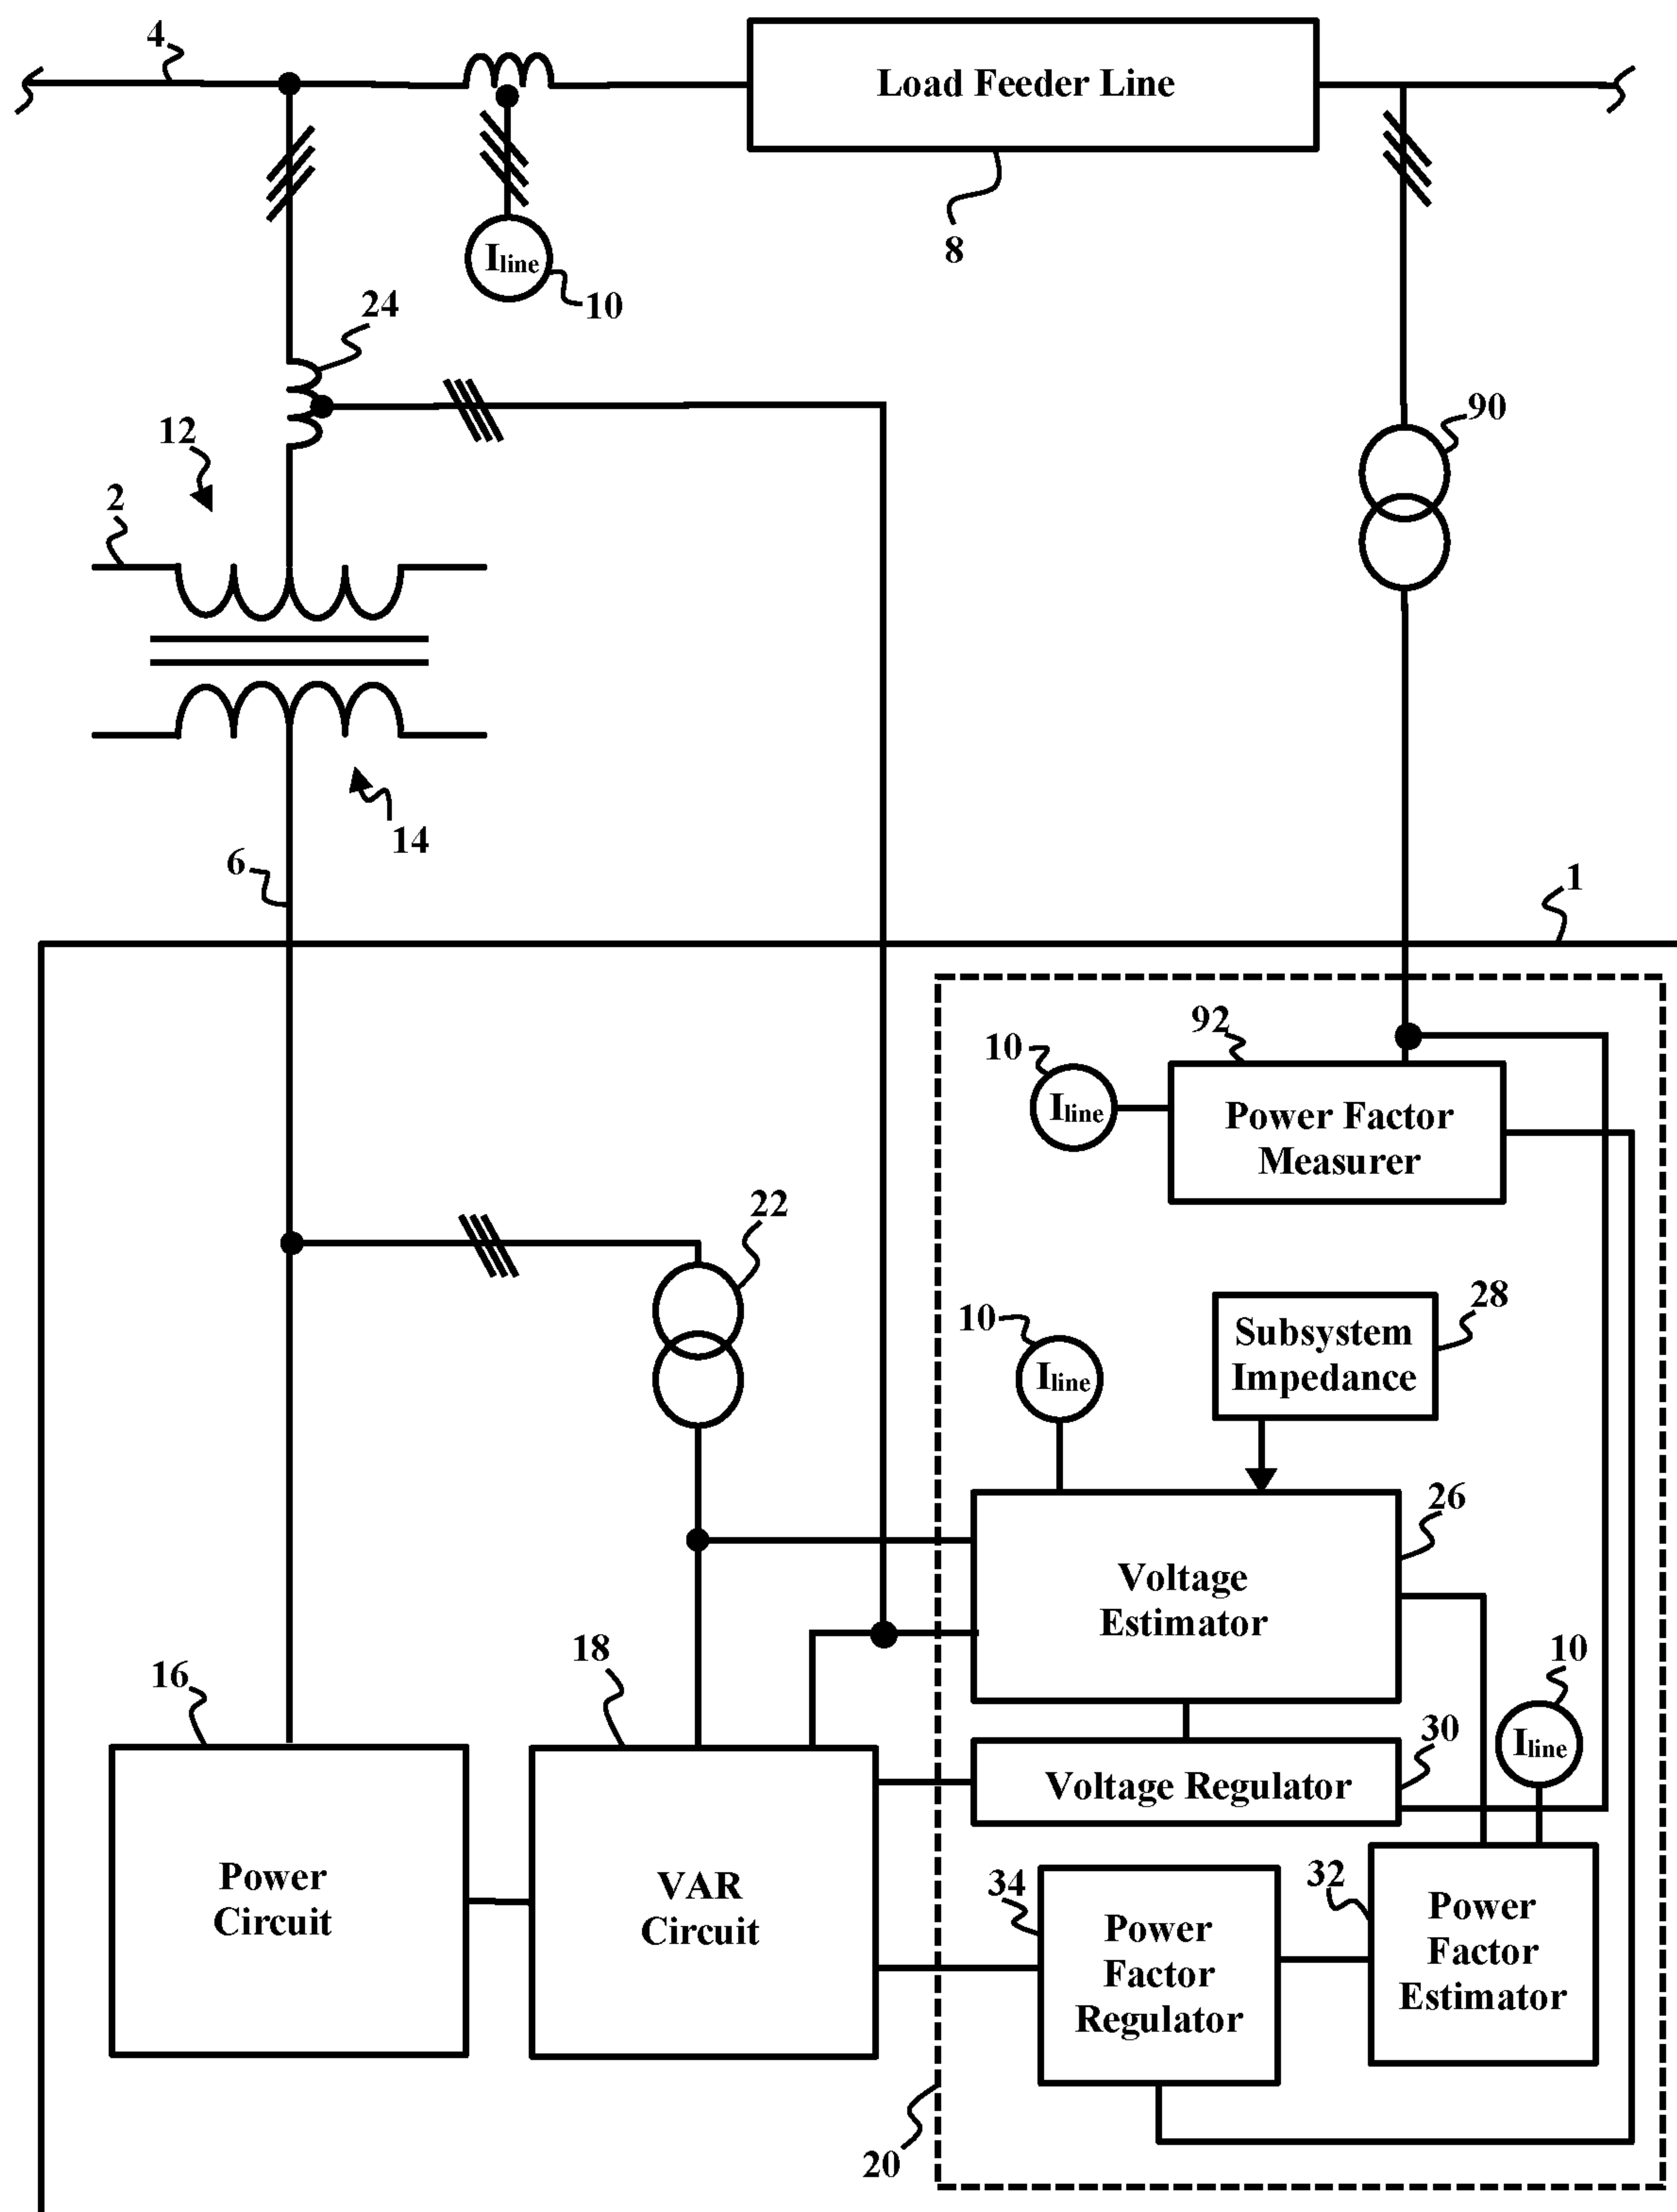 4
Load Feeder Line
8
Iline
10
24
12
2
90
14
6
1
92
10
Iline
Power Factor
Measurer
22
10
Iline
28
Subsystem
Impedance
26
Voltage
Estimator
16
18
10
Iline
30
Voltage Regulator
Power
Circuit
VAR
Circuit
34
Power
Factor
Regulator
32
Power
Factor
Estimator
20